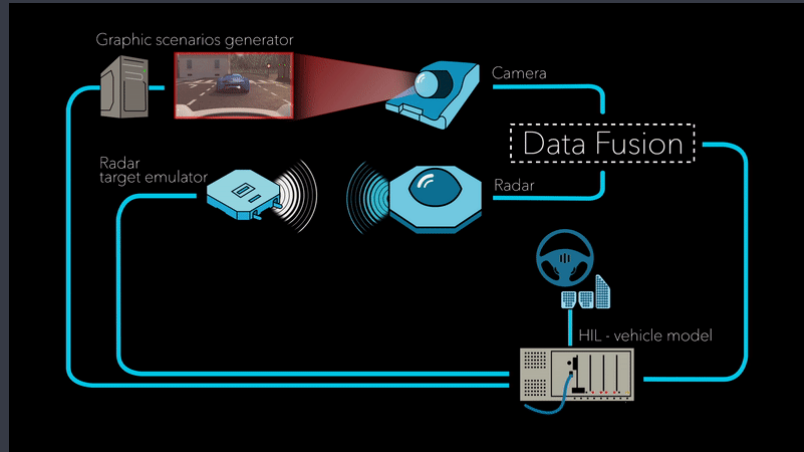 Graphic scenarios generator
Camera
Data Fusion
Radar
target emulator
Radar
HIL - vehicle model